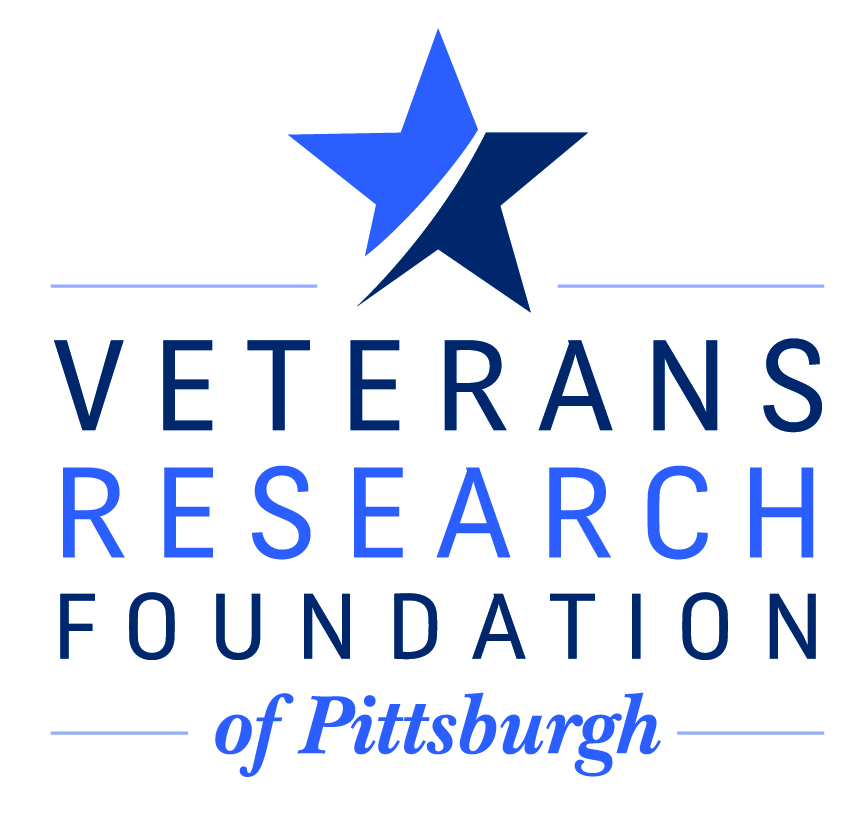 VETERANS
RESEARCH
FOUNDATION
of Pittsburgh